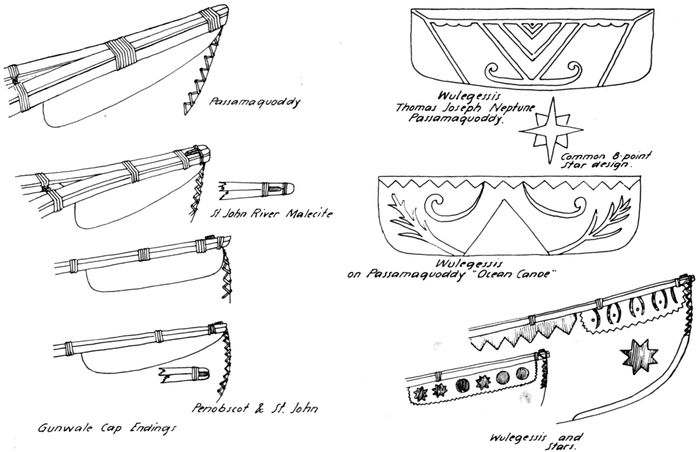 Passamaquoddy
St. John River Malecite
Penobscot & St. John
Gunwale Cap Endings
Wulegessis
Thomas Joseph Neptune
Passamaquoddy.
Common 8-point
Star design.
Wulegessis
on Passamaquoddy "Ocean Canoe"
Wulegessis and
Stars.